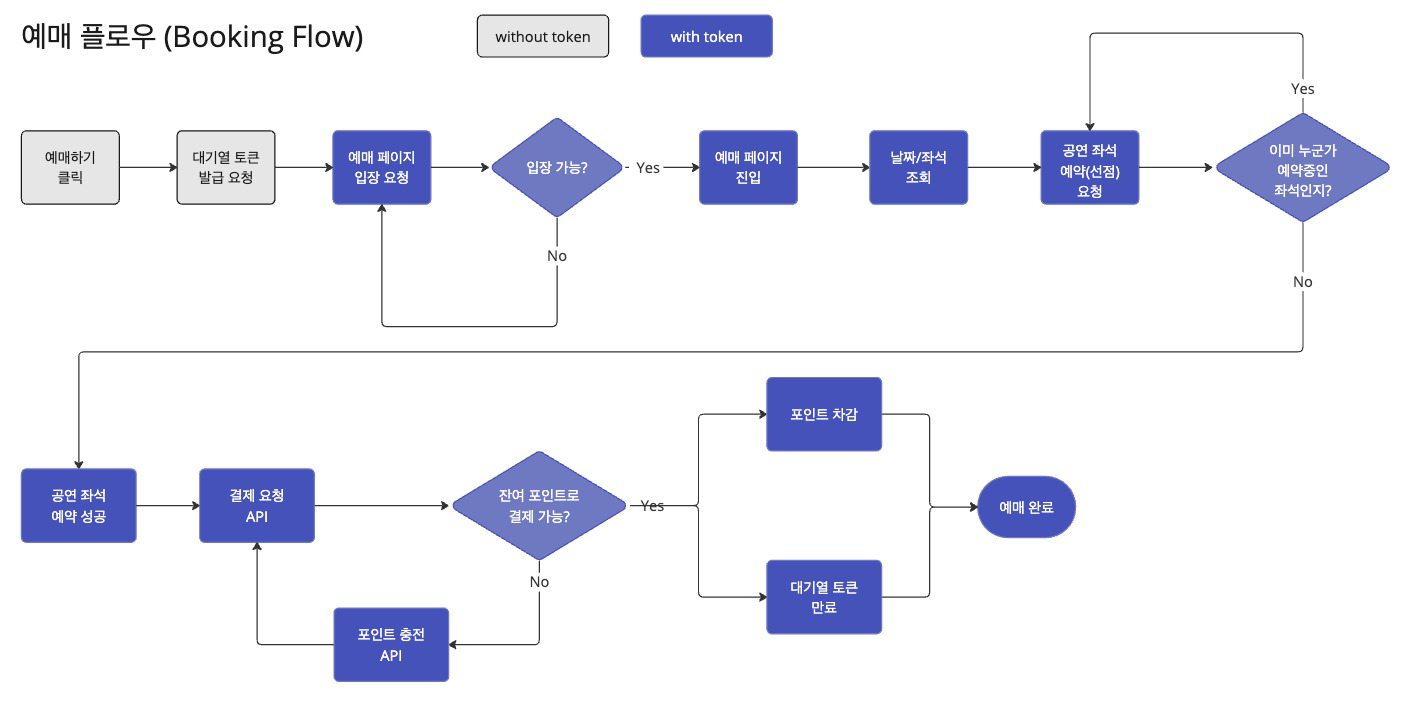 예매 플로우 (Booking Flow)
without token
with token
예매하기
클릭
대기열 토큰
발급 요청
예매 페이지
입장 요청
입장 가능?
Yes
No
예매 페이지
진입
날짜/좌석
조회
공연 좌석
예약(선점)
요청
이미 누군가
예약중인
좌석인지?
Yes
No
공연 좌석
예약 성공
결제 요청
API
잔여 포인트로
결제 가능?
Yes
No
포인트 충전
API
포인트 차감
대기열 토큰
만료
예매 완료